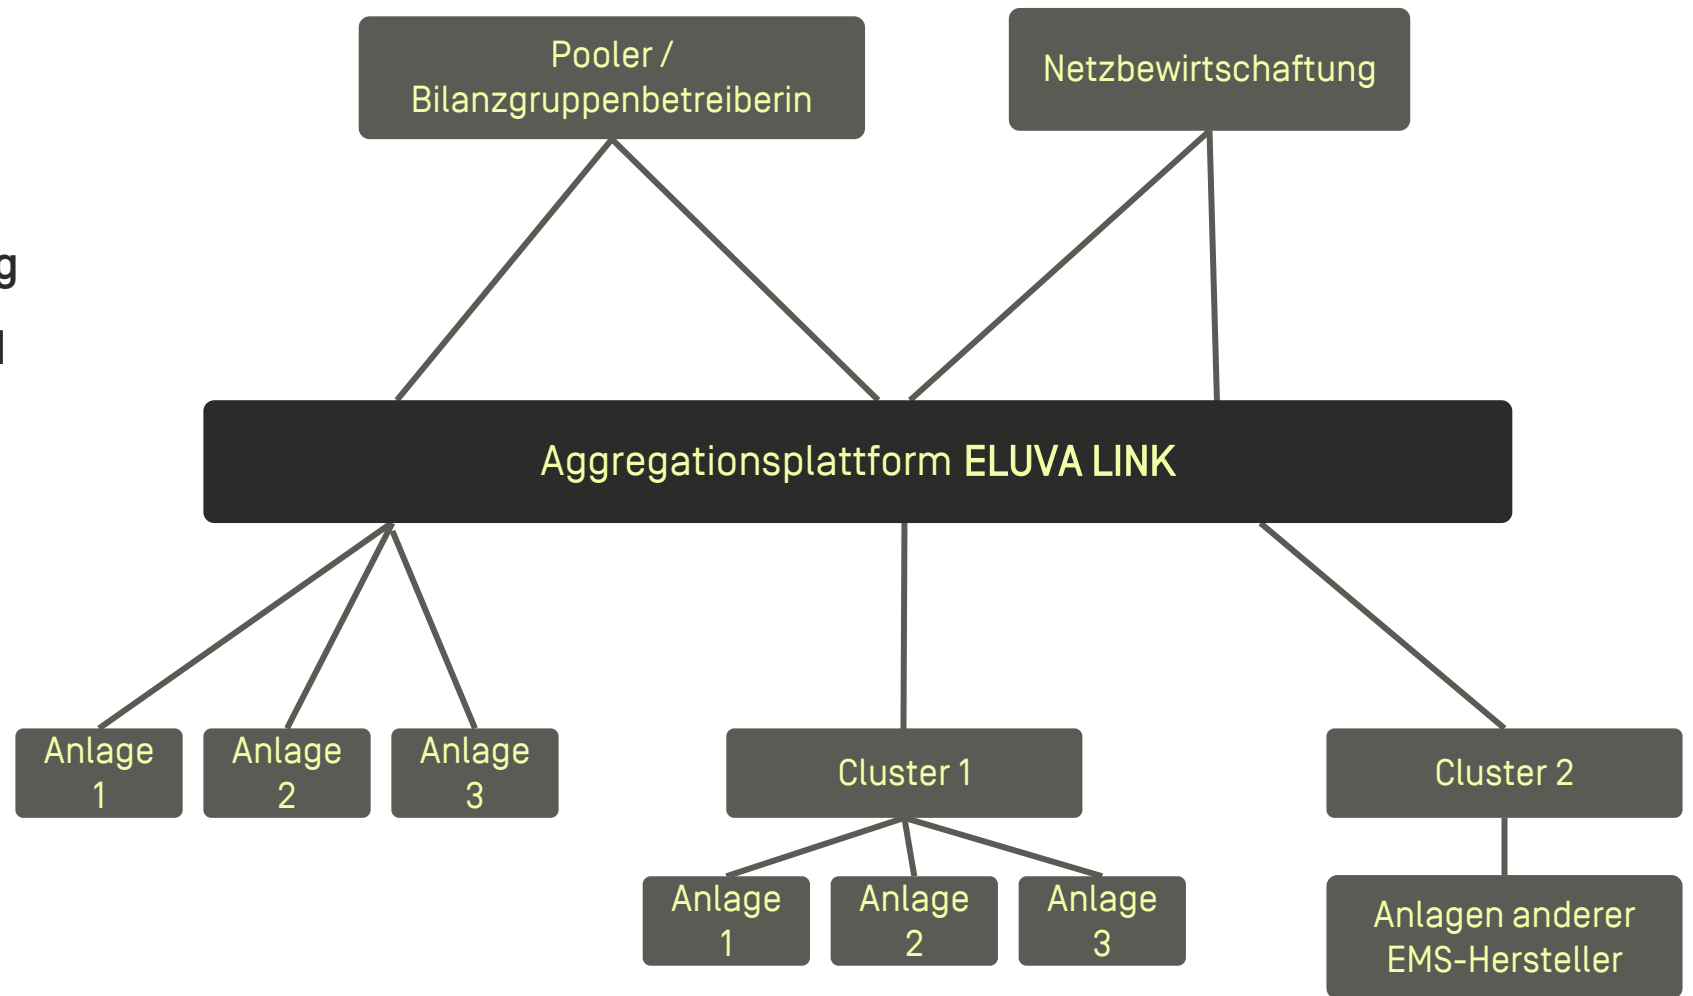 Pooler /
Bilanzgruppenbetreiberin
Netzbewirtschaftung
g
Aggregationsplattform ELUVA LINK
Anlage
1
Anlage
2
Anlage
3
Cluster 1
Cluster 2
Anlage
1
Anlage
2
Anlage
3
Anlagen anderer
EMS-Hersteller